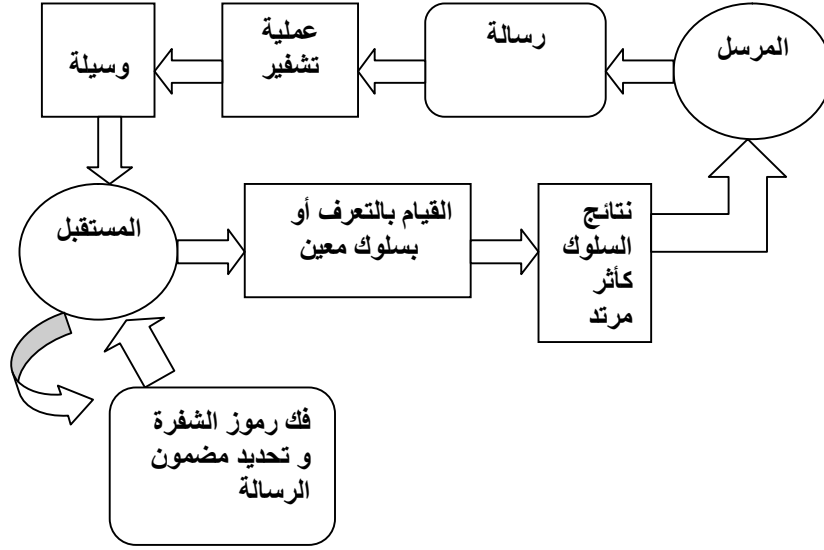 المرسل
رسالة
عملية
تشفير
وسيلة
المستقبل
القيام بالتعرف أو
بسلوك معين
نتائج
السلوك
كأثر
مرتد
فك رموز الشفرة
و تحديد مضمون
الرسالة